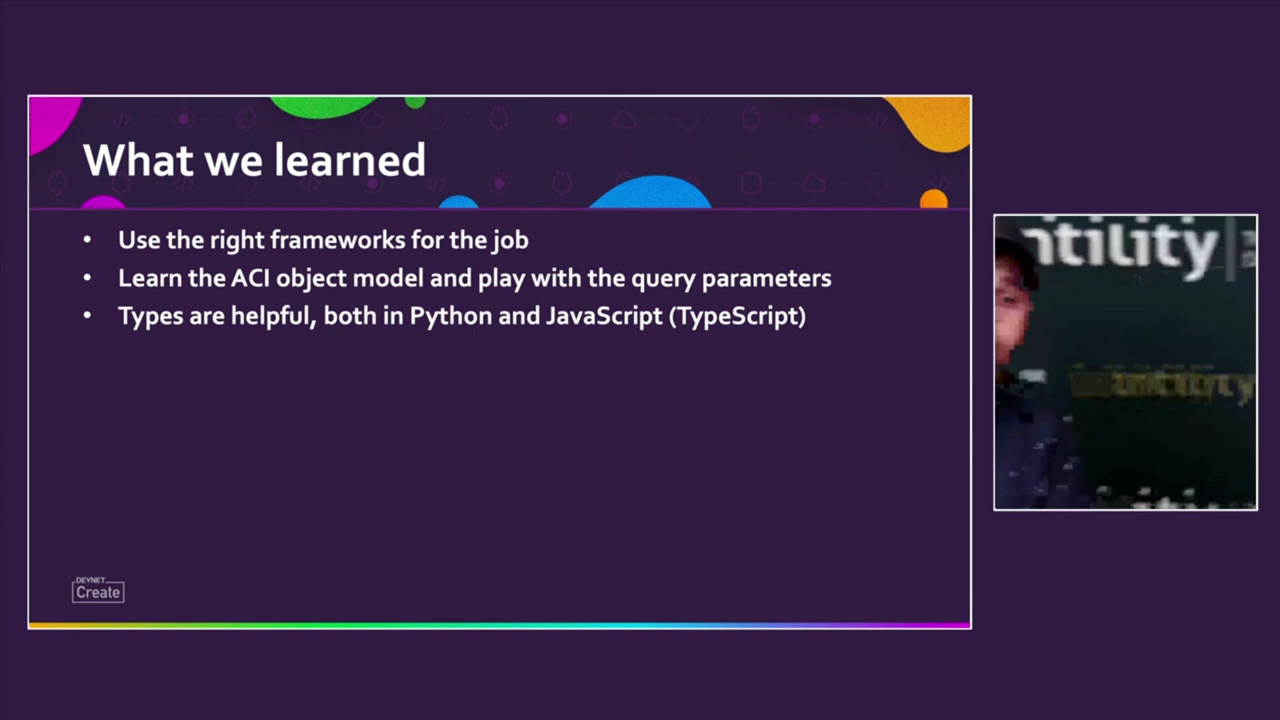 What we learned
• Use the right frameworks for the job
• Learn the ACI object model and play with the query parameters
• Types are helpful, both in Python and JavaScript (TypeScript)
DEVNET
Create
ntility